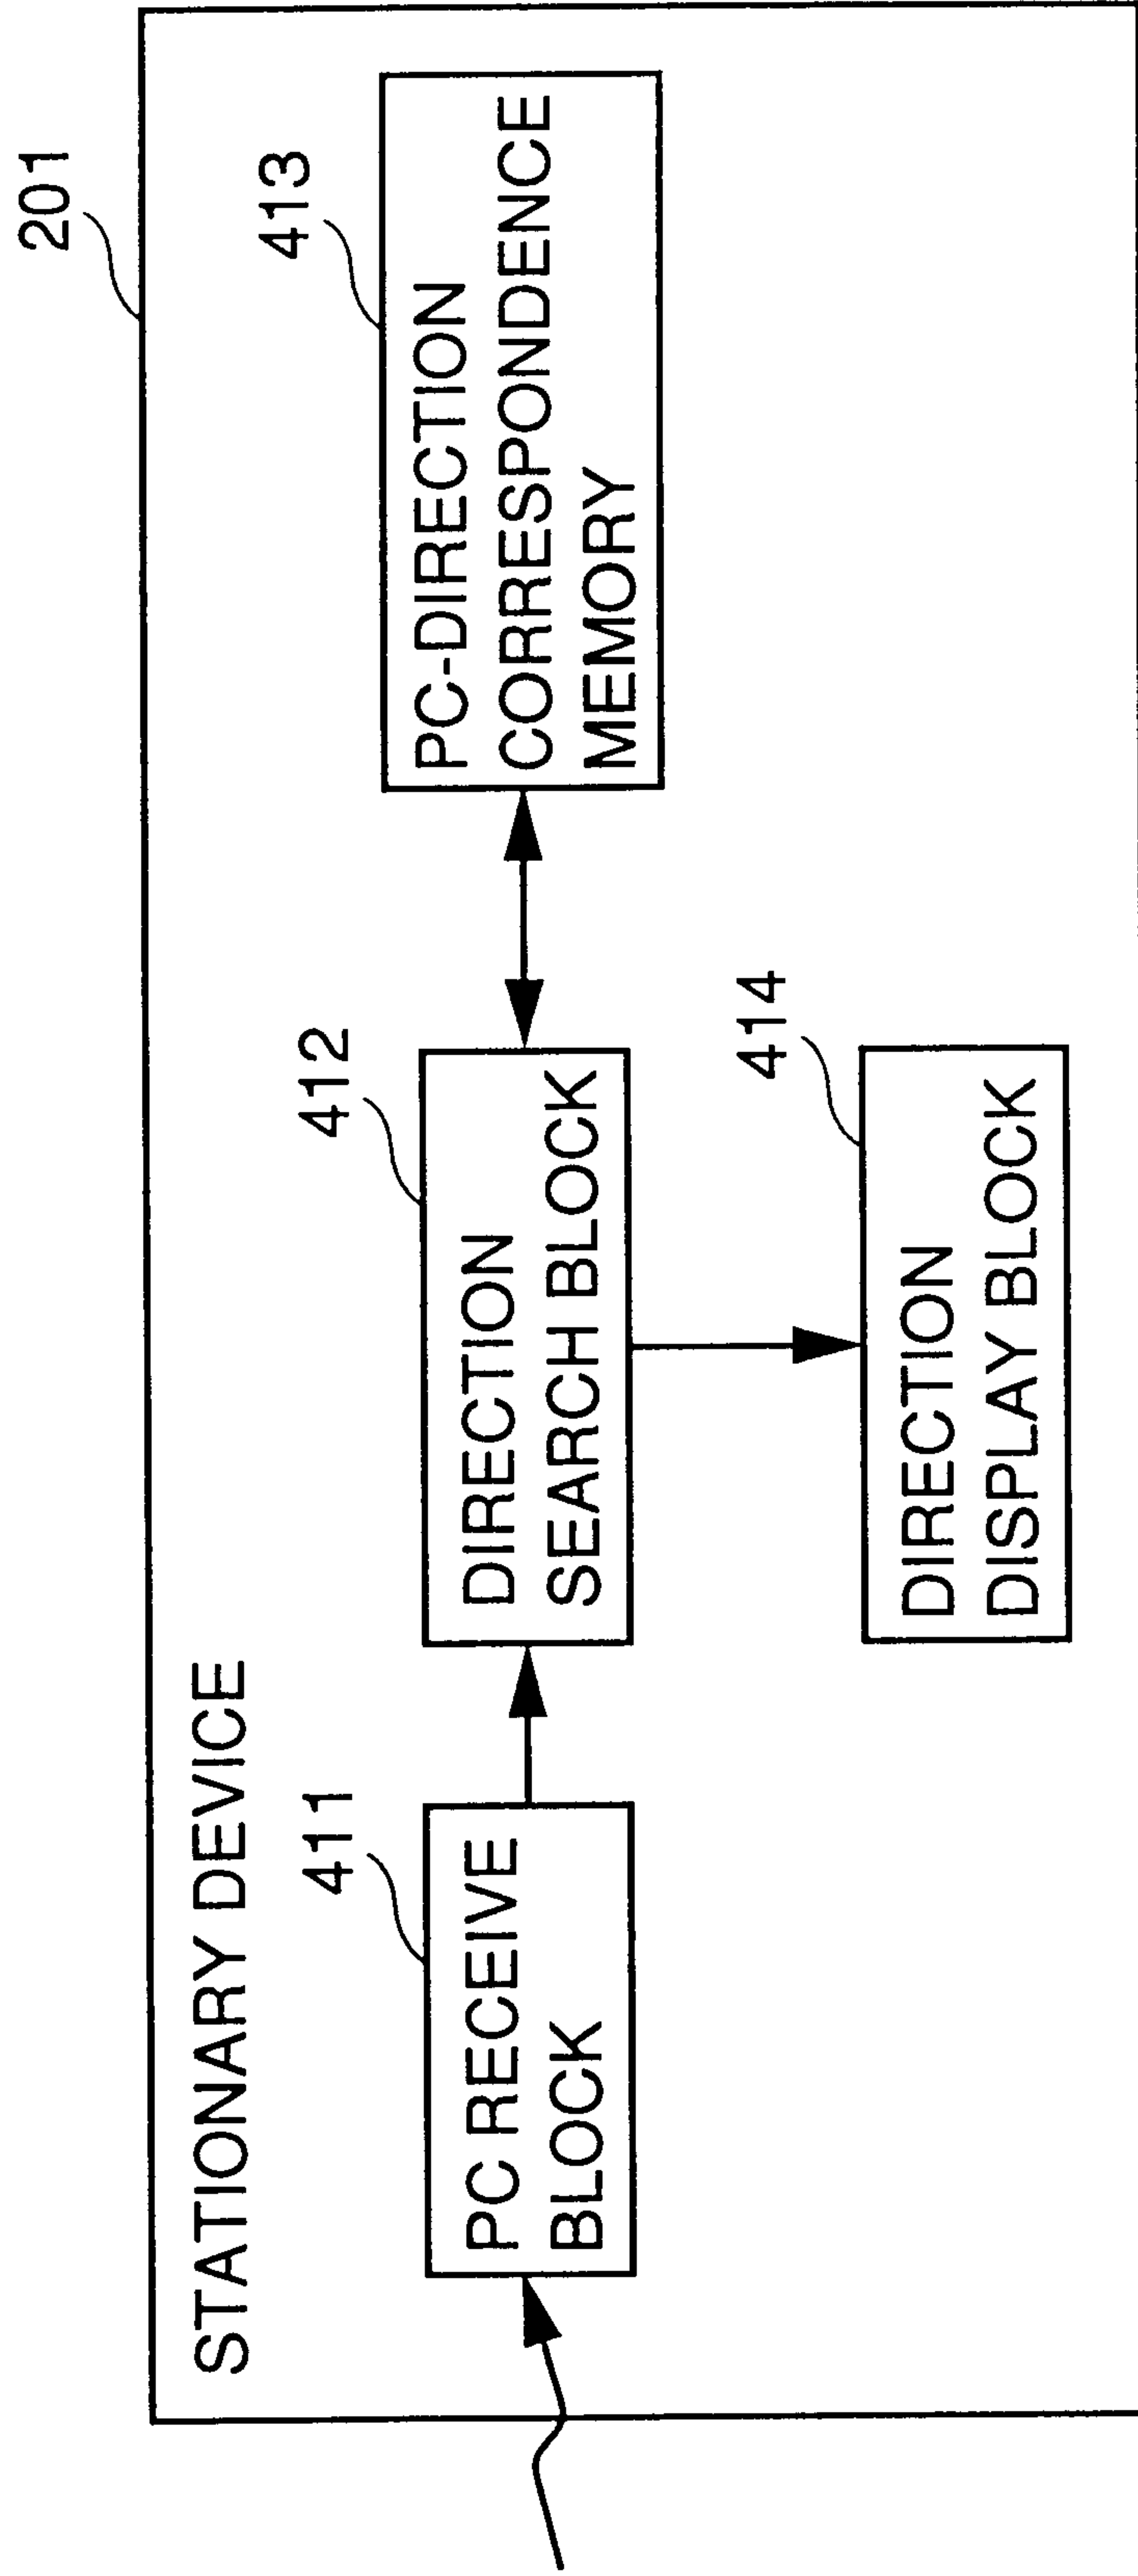 201
STATIONARY DEVICE
411
PC RECEIVE
BLOCK
412
DIRECTION
SEARCH BLOCK
413
PC-DIRECTION
CORRESPONDENCE
MEMORY
414
DIRECTION
DISPLAY BLOCK